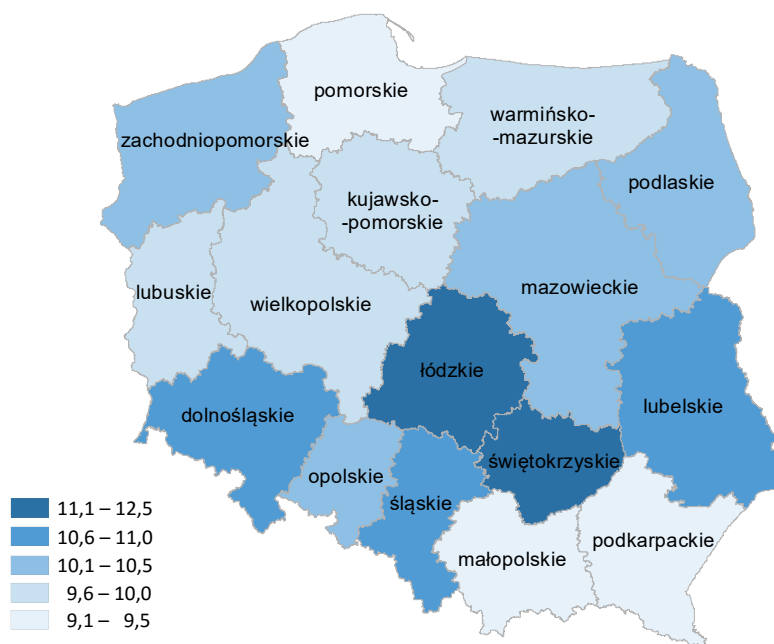 pomorskie
warmińsko-
-mazurskie
zachodniopomorskie
podlaskie
kujawsko-
-pomorskie
lubuskie
wielkopolskie
mazowieckie
łódzkie
lubelskie
dolnośląskie
opolskie
śląskie
świętokrzyskie
małopolskie
podkarpackie
11,1 – 12,5
10,6 – 11,0
10,1 – 10,5
9,6 – 10,0
9,1 – 9,5